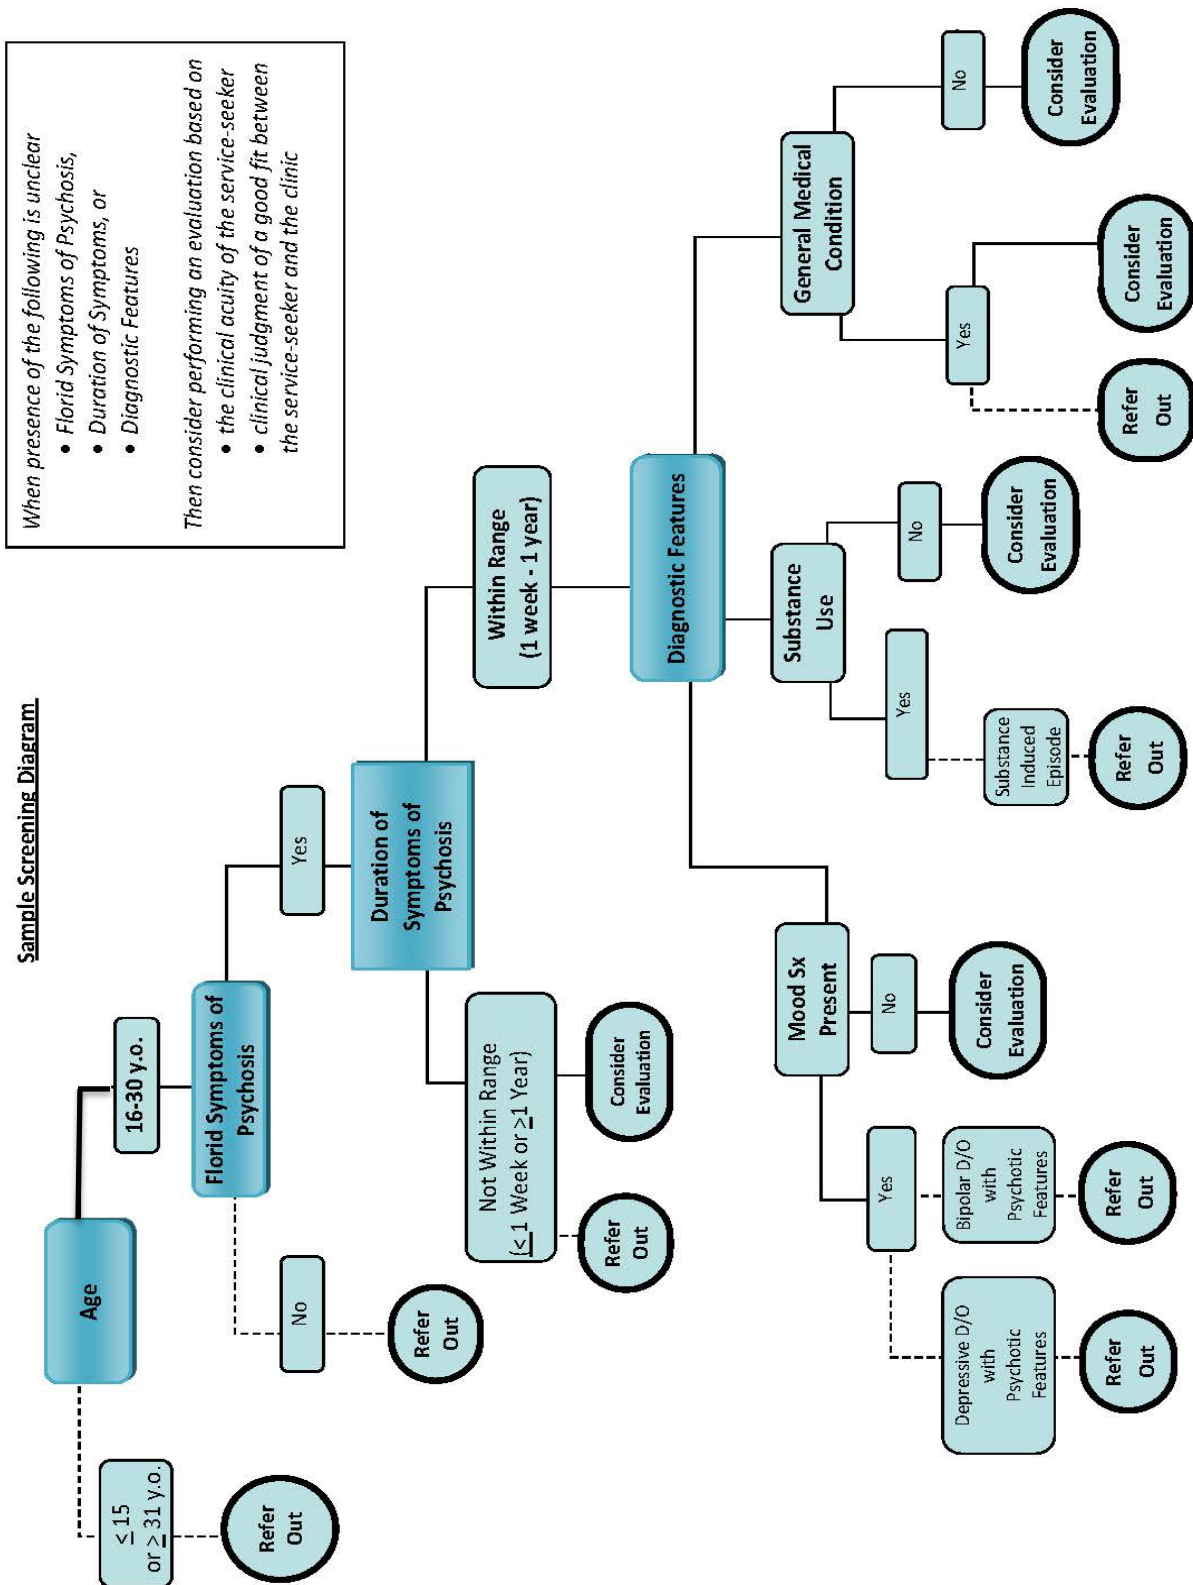 Sample Screening Diagram
When presence of the following is unclear
• Florid Symptoms of Psychosis,
• Duration of Symptoms, or
• Diagnostic Features
Then consider performing an evaluation based on
• the clinical acuity of the service-seeker
• clinical judgment of a good fit between
the service-seeker and the clinic
Age
≤ 15
or ≥ 31 y.o.
Refer
Out
16-30 y.o.
Florid Symptoms of
Psychosis
No
Refer
Out
Yes
Duration of
Symptoms of
Psychosis
Not Within Range
(≤ 1 Week or ≥1 Year)
Refer
Out
Consider
Evaluation
Within Range
(1 week - 1 year)
Diagnostic Features
Mood Sx
Present
Yes
Depressive D/O
with
Psychotic
Features
Refer
Out
Bipolar D/O
with
Psychotic
Features
Refer
Out
No
Consider
Evaluation
Substance
Use
Yes
Substance
Induced
Episode
Refer
Out
No
Consider
Evaluation
General Medical
Condition
Yes
Refer
Out
Consider
Evaluation
No
Consider
Evaluation